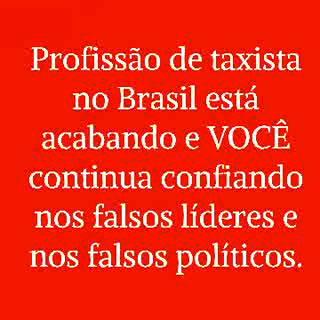 Profissão de taxista
no Brasil está
acabando e VOCÊ
continua confiando
nos falsos líderes e
nos falsos políticos.